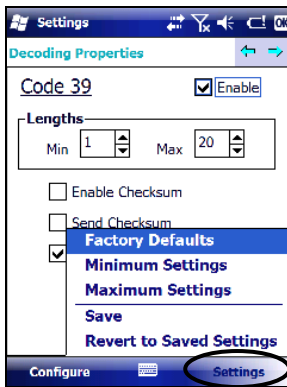 Settings OK
Decoding Properties
Code 39 Enable
Lengths
Min 1 Max 20
Enable Checksum
Send Checksum
Factory Defaults
Minimum Settings
Maximum Settings
Save
Revert to Saved Settings
Configure Settings